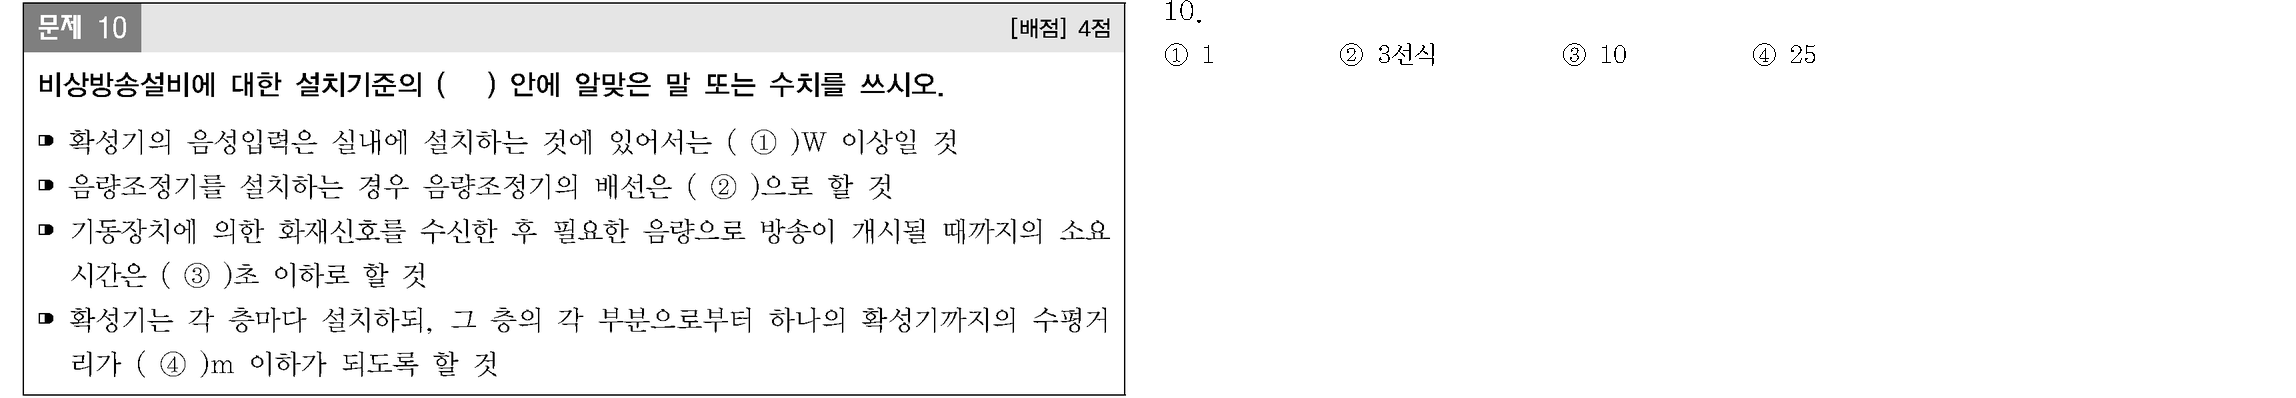 문제 10 [배점] 4점
비상방송설비에 대한 설치기준의 (    ) 안에 알맞은 말 또는 수치를 쓰시오.
확성기의 음성입력은 실내에 설치하는 것에 있어서는 ( ① )W 이상일 것
음량조정기를 설치하는 경우 음량조정기의 배선은 ( ② )으로 할 것
기동장치에 의한 화재신호를 수신한 후 필요한 음량으로 방송이 개시될 때까지의 소요
시간은 ( ③ )초 이하로 할 것
확성기는 각 층마다 설치하되, 그 층의 각 부분으로부터 하나의 확성기까지의 수평거
리가 ( ④ )m 이하가 되도록 할 것
10.
① 1 ② 3선식 ③ 10 ④ 25